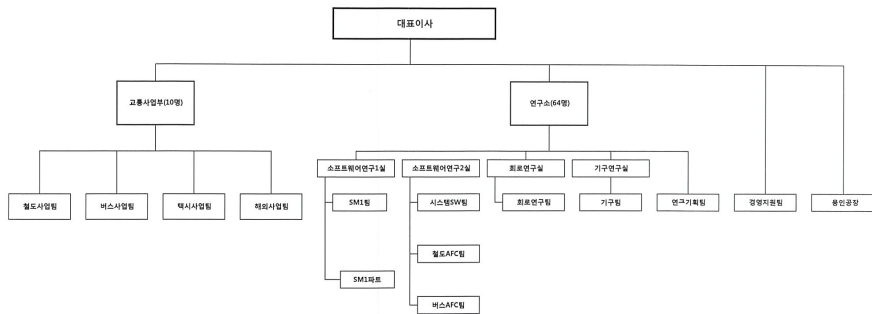 대표이사
교통사업부(10명)
연구소(64명)
소프트웨어연구1실
소프트웨어연구2실
회로연구실
기구연구실
철도사업팀
버스사업팀
택시사업팀
해외사업팀
SM1팀
시스템SW팀
회로연구팀
기구팀
연구기획팀
경영지원팀
용인공장
철도AFC팀
SM1파트
버스AFC팀